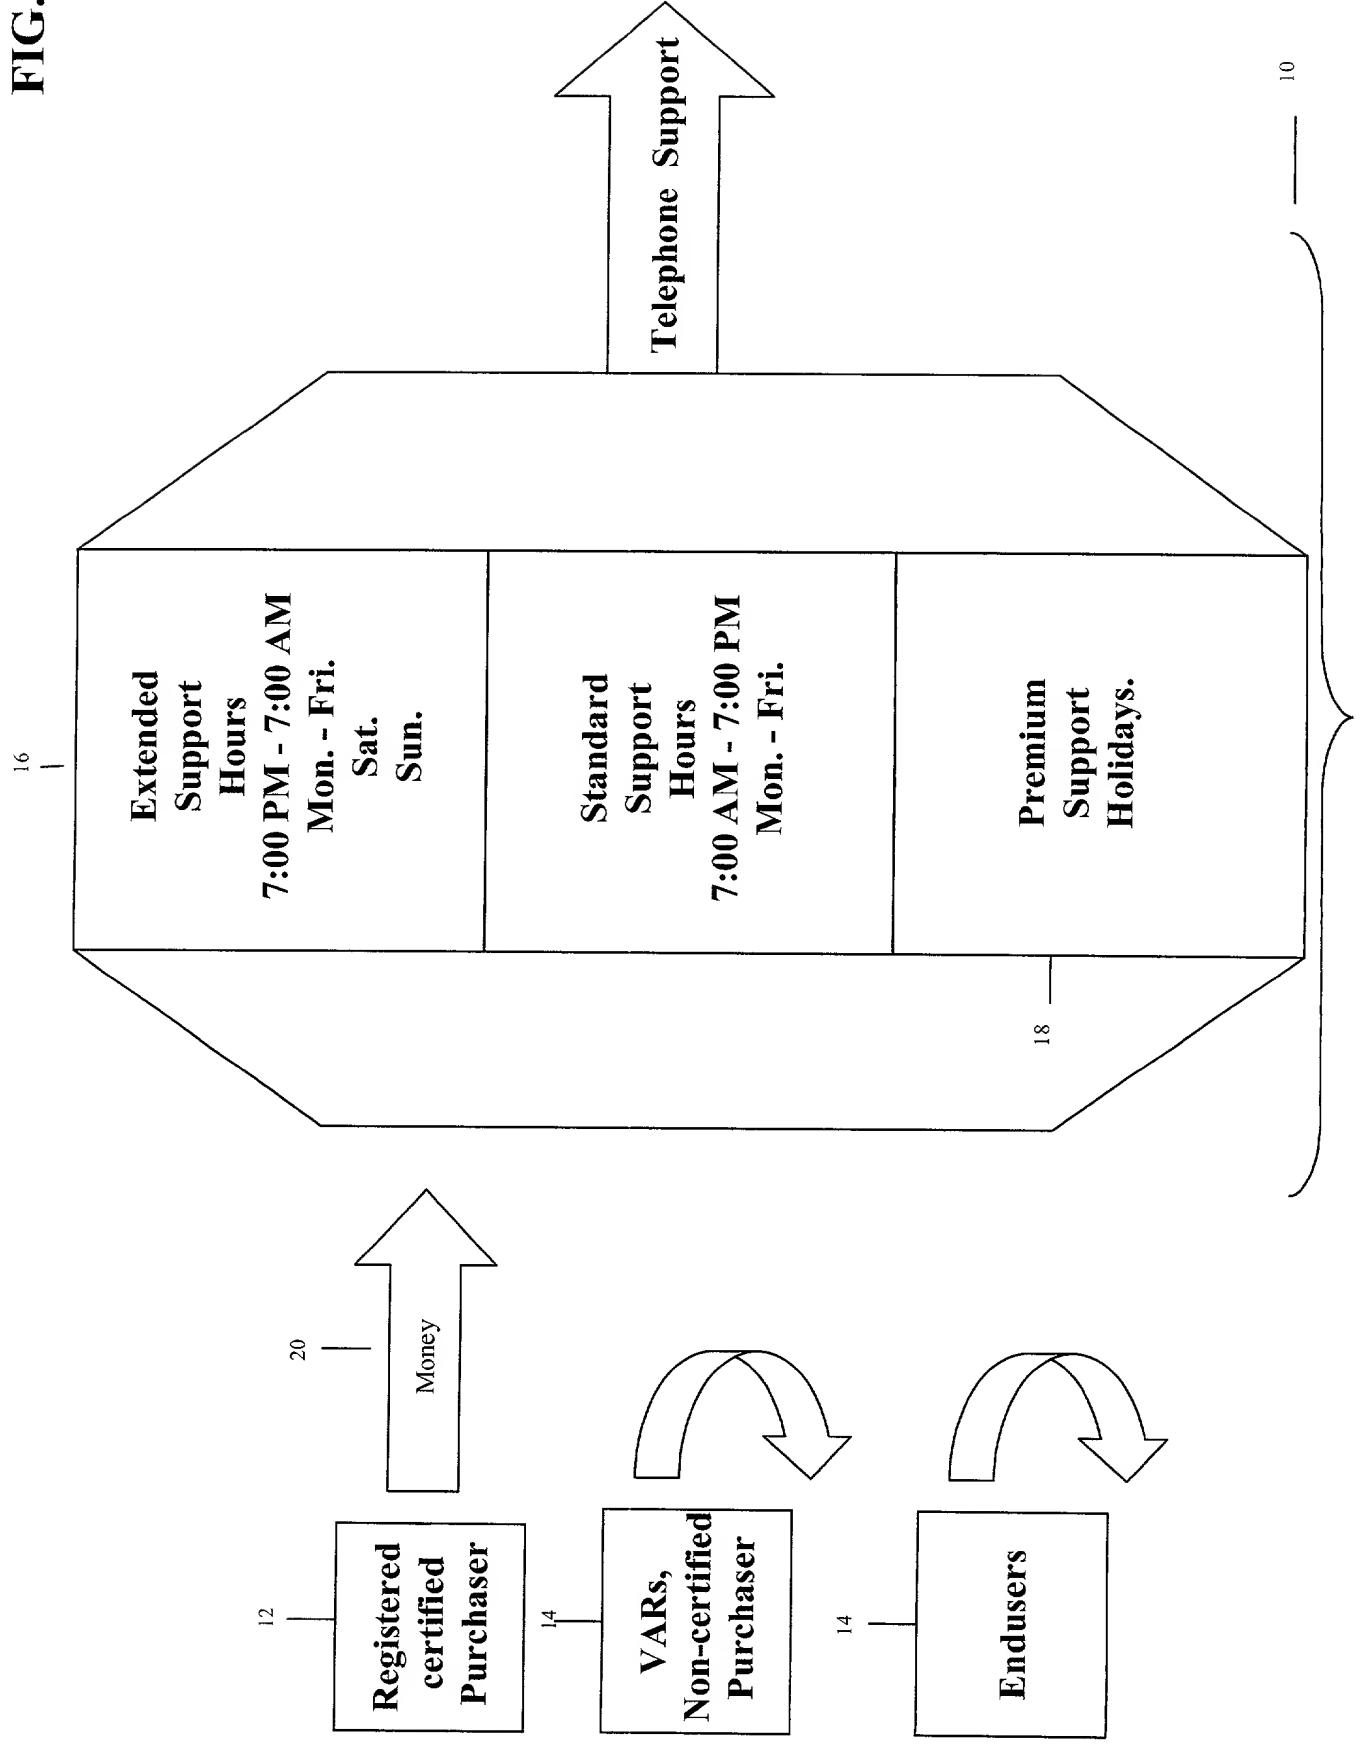 FIG.
16
Extended
Support
Hours
7:00 PM - 7:00 AM
Mon. - Fri.
Sat.
Sun.
Standard
Support
Hours
7:00 AM - 7:00 PM
Mon. - Fri.
Premium
Support
Holidays.
18
Telephone Support
10
20
Money
12
Registered
certified
Purchaser
14
VARs,
Non-certified
Purchaser
14
Endusers